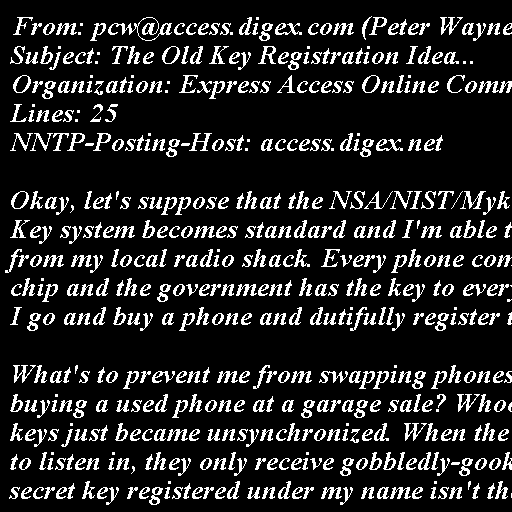 From: pcw@access.digex.com (Peter Wayne
Subject: The Old Key Registration Idea...
Organization: Express Access Online Comm
Lines: 25
NNTP-Posting-Host: access.digex.net

Okay, let's suppose that the NSA/NIST/Myk
Key system becomes standard and I'm able t
from my local radio shack. Every phone com
chip and the government has the key to ever
I go and buy a phone and dutifully register t

What's to prevent me from swapping phones
buying a used phone at a garage sale? Whoo
keys just became unsynchronized. When the
to listen in, they only receive gobbledly-gook
secret key registered under my name isn't th